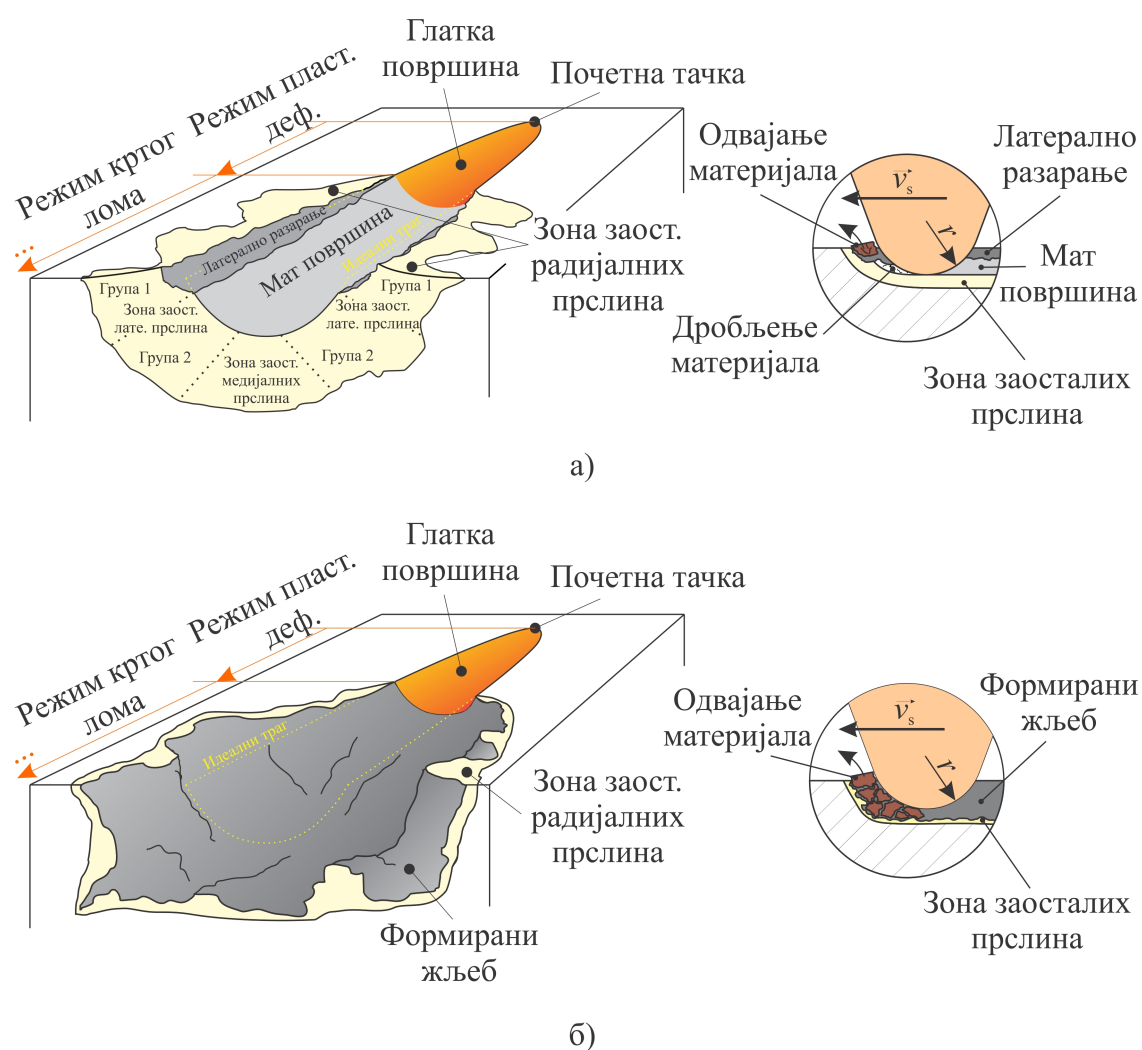 Глатка
површина
Почетна тачка
Режим пласт.
деф.
Режим кртог
лома
...
Латерално разарање
Мат површина
Идеални траг
Зона заост.
радијалних
прслина
Група 1
Зона заост.
лате. прслина
Група 2
Зона заост.
медијалних
прслина
Група 1
Зона заост.
лате. прслина
Група 2
Одвајање
материјала
Латерално
разарање
vs
r
Мат
површина
Дробљење
материјала
Зона заосталих
прслина
а)
Глатка
површина
Почетна тачка
Режим пласт.
деф.
Режим кртог
лома
...
Идеални траг
Зона заост.
радијалних
прслина
Формирани
жљеб
Одвајање
материјала
Формирани
жљеб
vs
r
Зона заосталих
прслина
б)